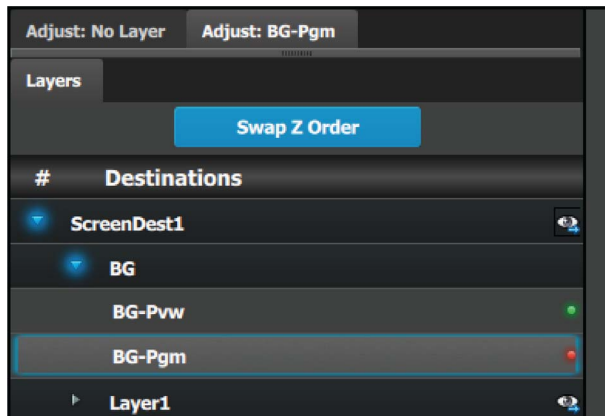 Adjust: No Layer Adjust: BG-Pgm
Layers
Swap Z Order
# Destinations
ScreenDest1
BG
BG-Pvw
BG-Pgm
Layer1